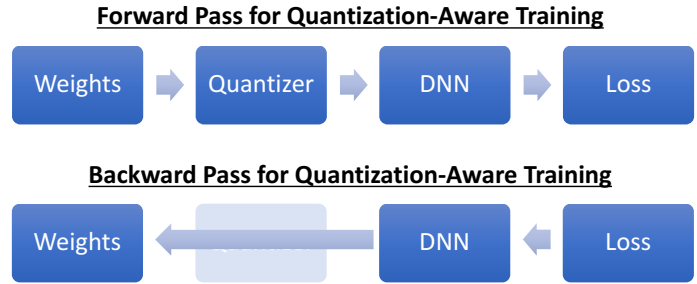 Forward Pass for Quantization-Aware Training
Weights Quantizer DNN Loss
Backward Pass for Quantization-Aware Training
Weights DNN Loss